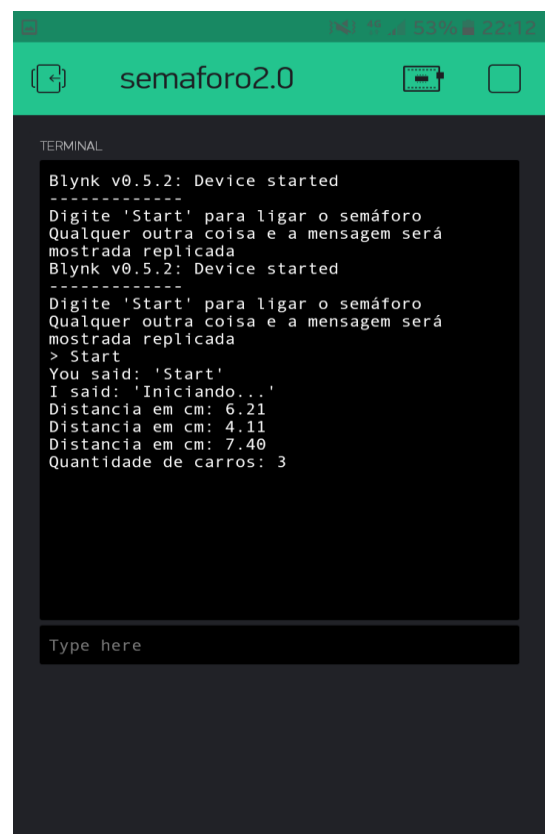 4G 53% 22:12
semaforo2.0
TERMINAL
Blynk v0.5.2: Device started
-------------
Digite 'Start' para ligar o semáforo
Qualquer outra coisa e a mensagem será
mostrada replicada
Blynk v0.5.2: Device started
-------------
Digite 'Start' para ligar o semáforo
Qualquer outra coisa e a mensagem será
mostrada replicada
> Start
You said: 'Start'
I said: 'Iniciando...'
Distancia em cm: 6.21
Distancia em cm: 4.11
Distancia em cm: 7.40
Quantidade de carros: 3
Type here